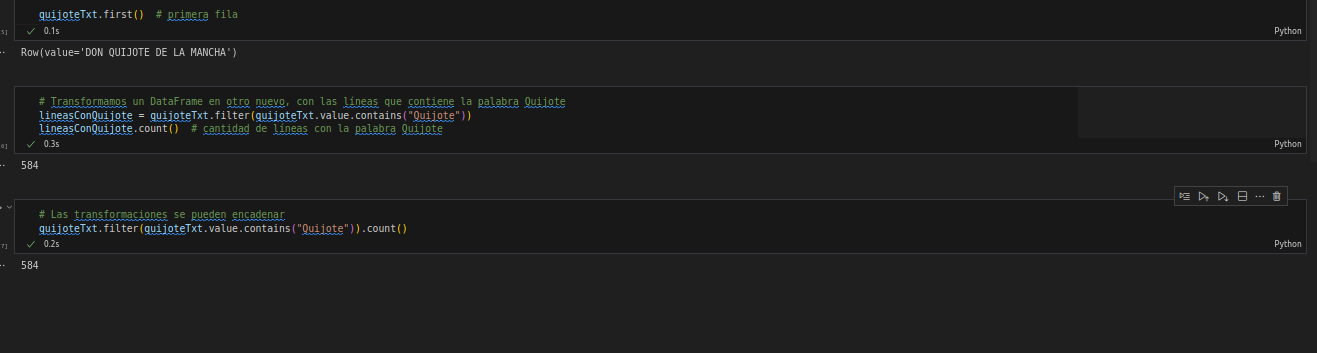 quijoteTxt.first()  # primera fila
0.1s
Python
Row(value='DON QUIJOTE DE LA MANCHA')
# Transformamos un DataFrame en otro nuevo, con las líneas que contiene la palabra Quijote
lineasConQuijote = quijoteTxt.filter(quijoteTxt.value.contains("Quijote"))
lineasConQuijote.count()  # cantidad de líneas con la palabra Quijote
6]
0.3s
Python
584
# Las transformaciones se pueden encadenar
quijoteTxt.filter(quijoteTxt.value.contains("Quijote")).count()
7]
0.2s
Python
584